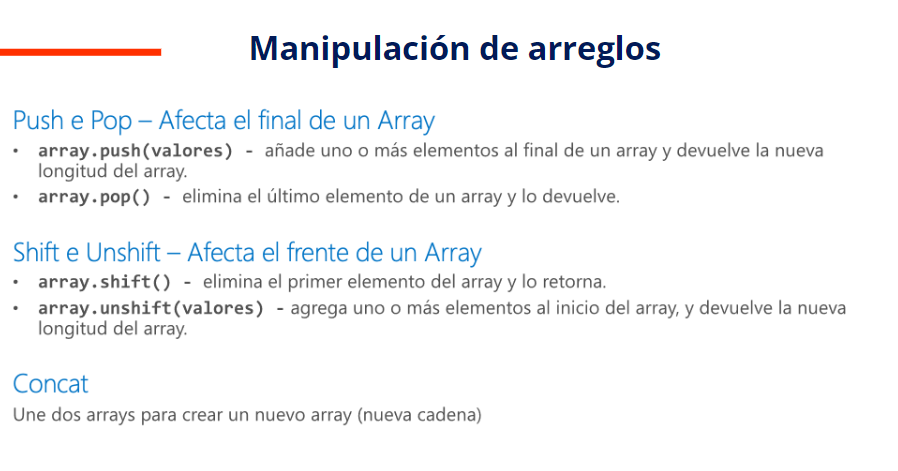 Manipulación de arreglos
Push e Pop – Afecta el final de un Array
• array.push(valores) - añade uno o más elementos al final de un array y devuelve la nueva
longitud del array.
• array.pop() - elimina el último elemento de un array y lo devuelve.
Shift e Unshift – Afecta el frente de un Array
• array.shift() - elimina el primer elemento del array y lo retorna.
• array.unshift(valores) - agrega uno o más elementos al inicio del array, y devuelve la nueva
longitud del array.
Concat
Une dos arrays para crear un nuevo array (nueva cadena)